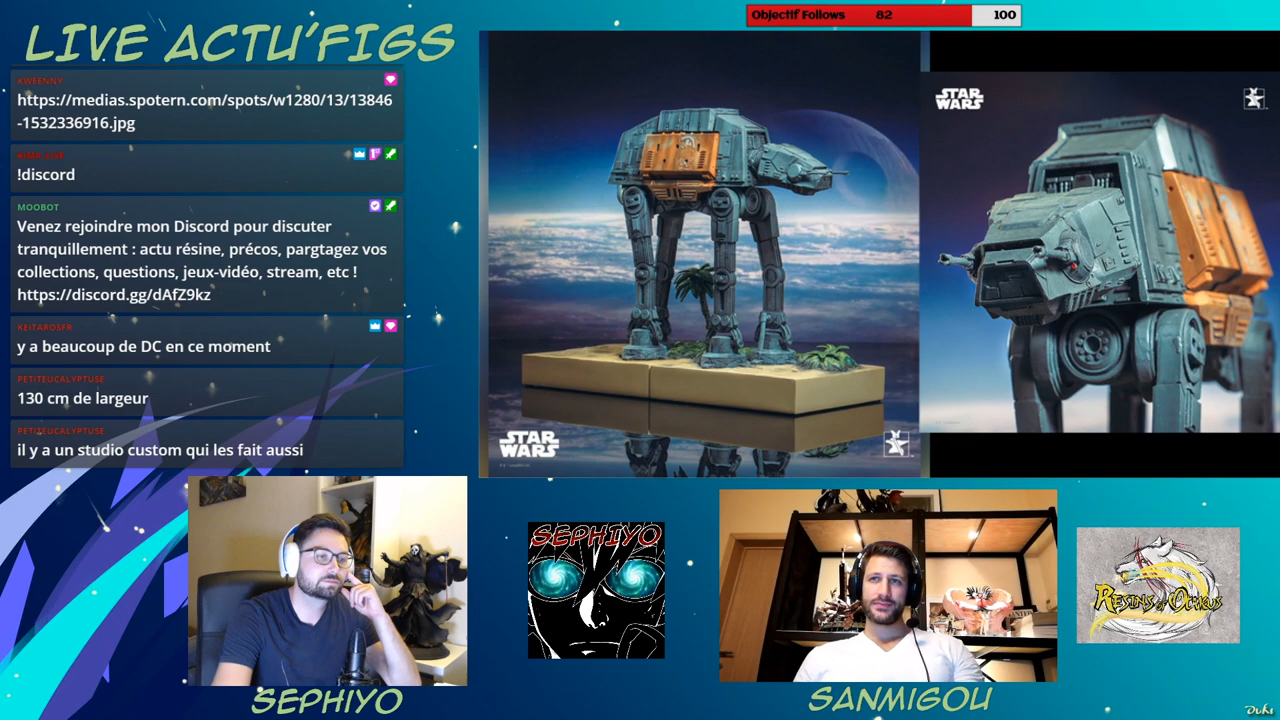 Objectif Follows 82 100
LIVE ACTU'FIGS
KWEENNY
https://medias.spotern.com/spots/w1280/13/13846
-1532336916.jpg
!discord
MOOBOT
Venez rejoindre mon Discord pour discuter
tranquillement : actu résine, précos, pargtagez vos
collections, questions, jeux-vidéo, stream, etc !
https://discord.gg/dAfZ9kz
KEITAROSFR
y a beaucoup de DC en ce moment
PETITEUCALYPTUSE
130 cm de largeur
PETITEUCALYPTUSE
il y a un studio custom qui les fait aussi
STAR
WARS
STAR
WARS
SEPHIYO
RESINS of
SEPHIYO
SANMIGOU